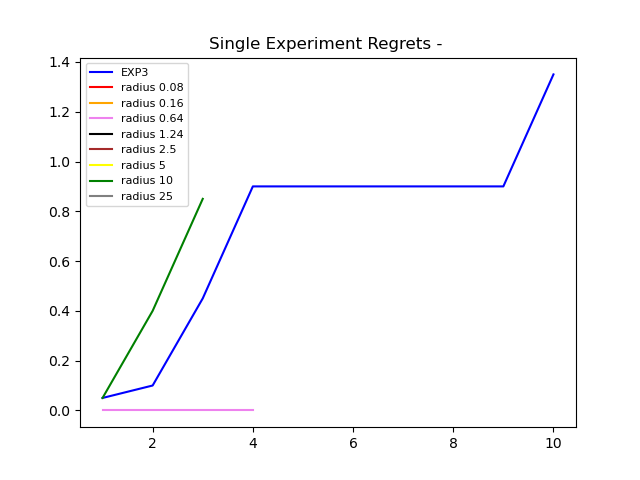 Single Experiment Regrets -
1.4
1.2
1.0
0.8
0.6
0.4
0.2
0.0
EXP3
radius 0.08
radius 0.16
radius 0.64
radius 1.24
radius 2.5
radius 5
radius 10
radius 25
2 4 6 8 10